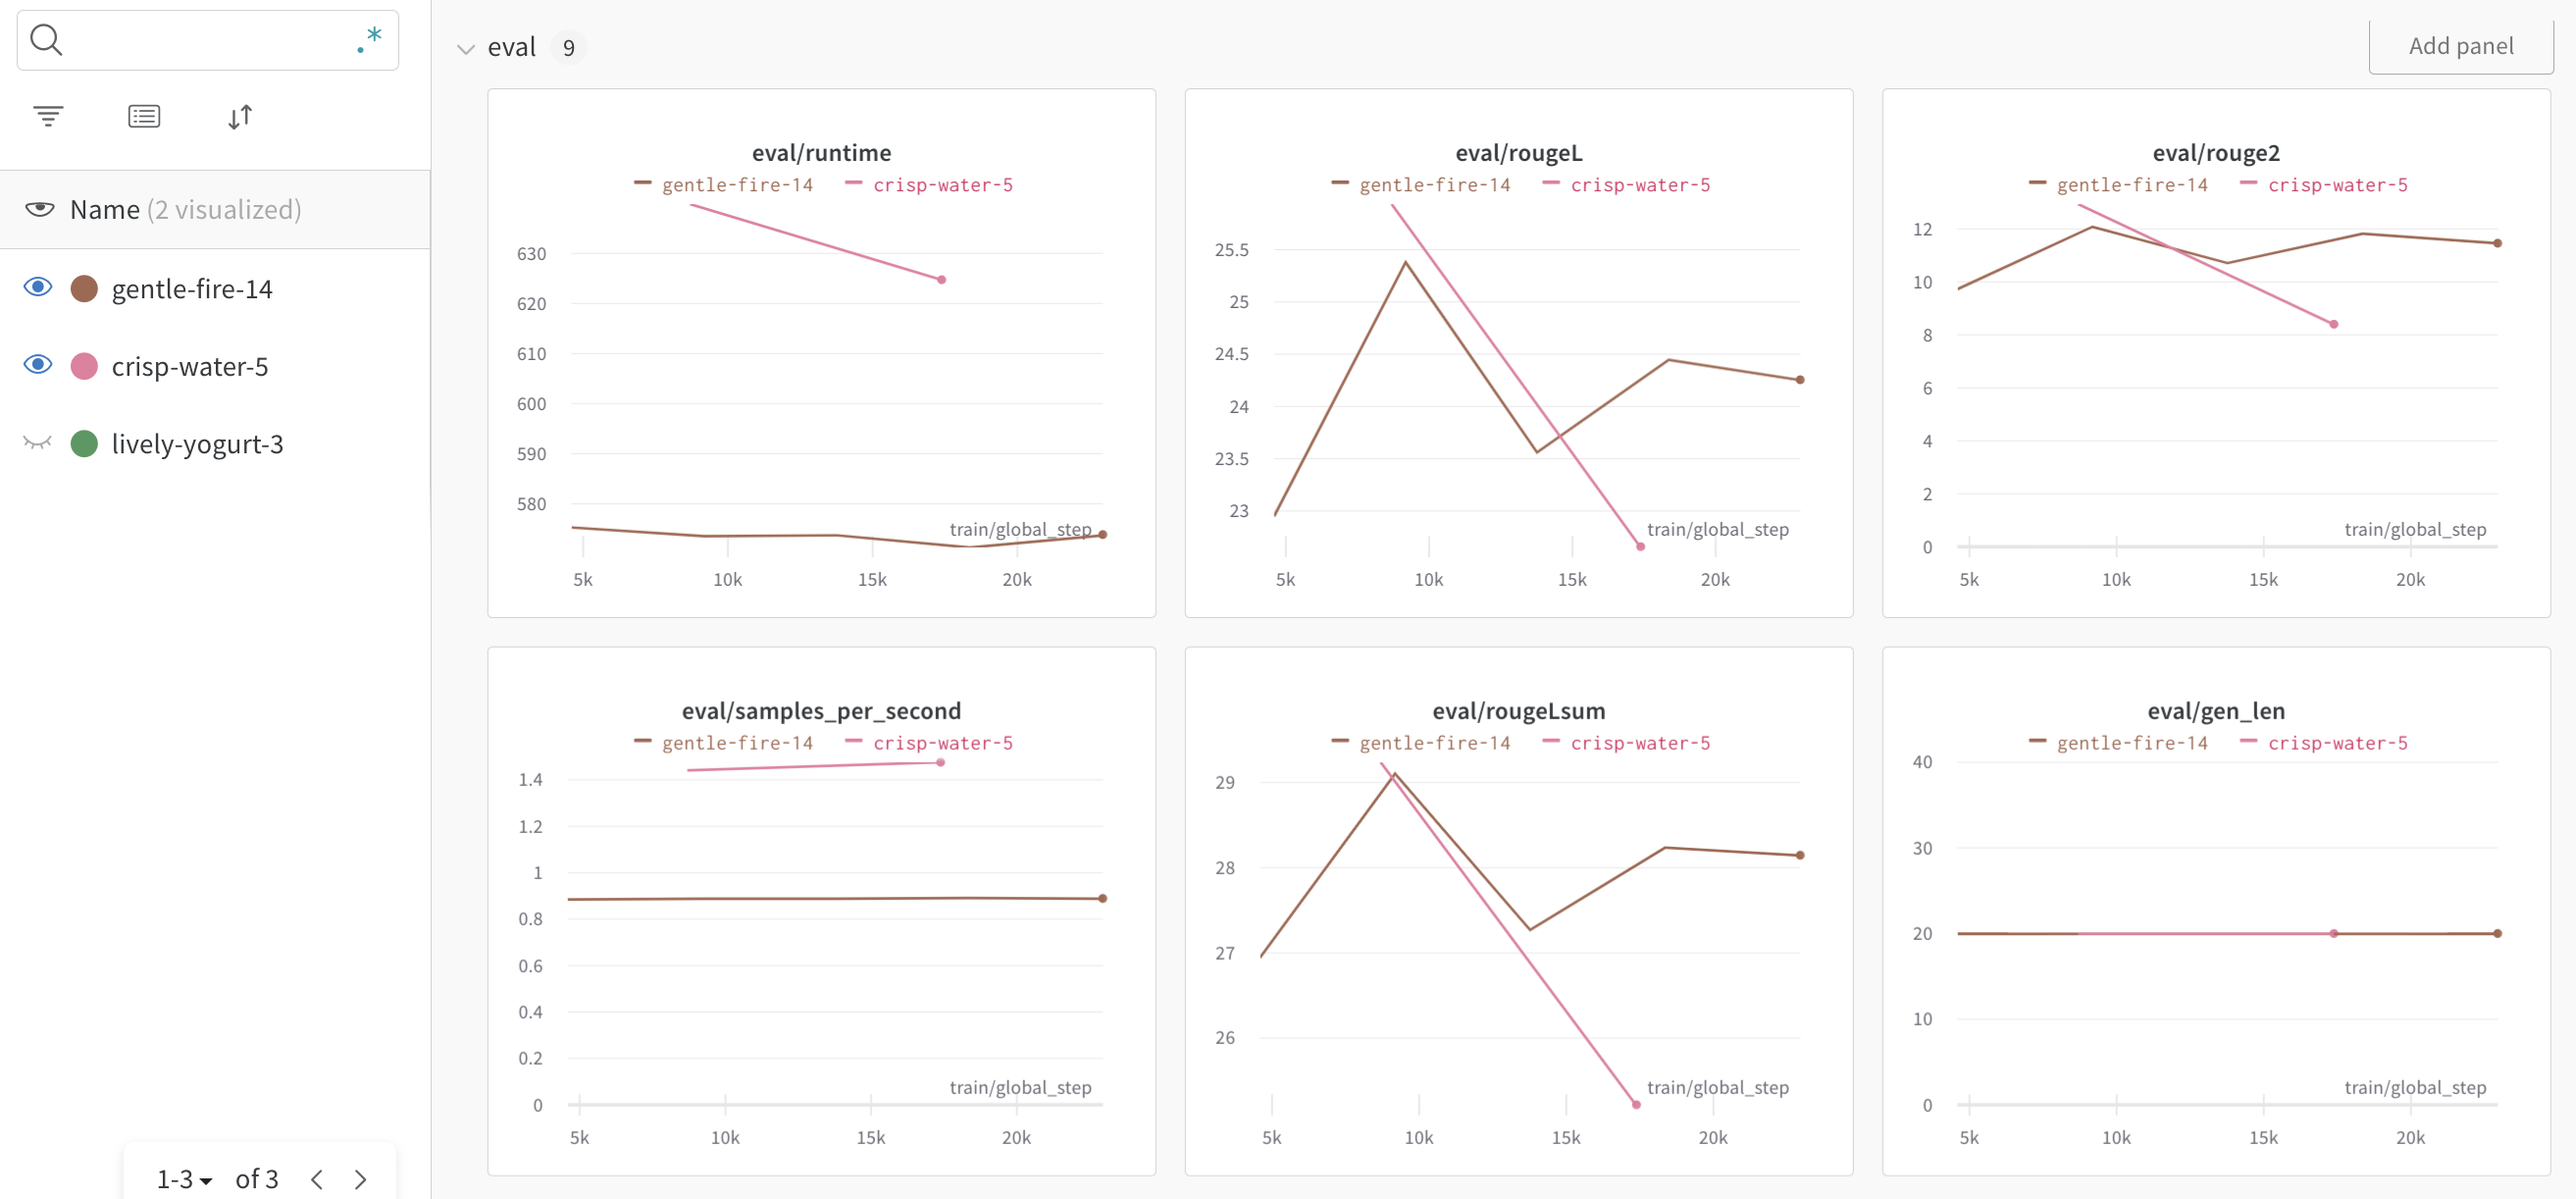 .*
Name (2 visualized)
gentle-fire-14
crisp-water-5
lively-yogurt-3
1-3 of 3
eval 9
Add panel
eval/runtime
gentle-fire-14 crisp-water-5
630
620
610
600
590
580
train/global_step
5k 10k 15k 20k
eval/rougeL
gentle-fire-14 crisp-water-5
25.5
25
24.5
24
23.5
23
train/global_step
5k 10k 15k 20k
eval/rouge2
gentle-fire-14 crisp-water-5
12
10
8
6
4
2
train/global_step
0
5k 10k 15k 20k
eval/samples_per_second
gentle-fire-14 crisp-water-5
1.4
1.2
1
0.8
0.6
0.4
0.2
train/global_step
0
5k 10k 15k 20k
eval/rougeLsum
gentle-fire-14 crisp-water-5
29
28
27
26
train/global_step
5k 10k 15k 20k
eval/gen_len
gentle-fire-14 crisp-water-5
40
30
20
10
train/global_step
0
5k 10k 15k 20k